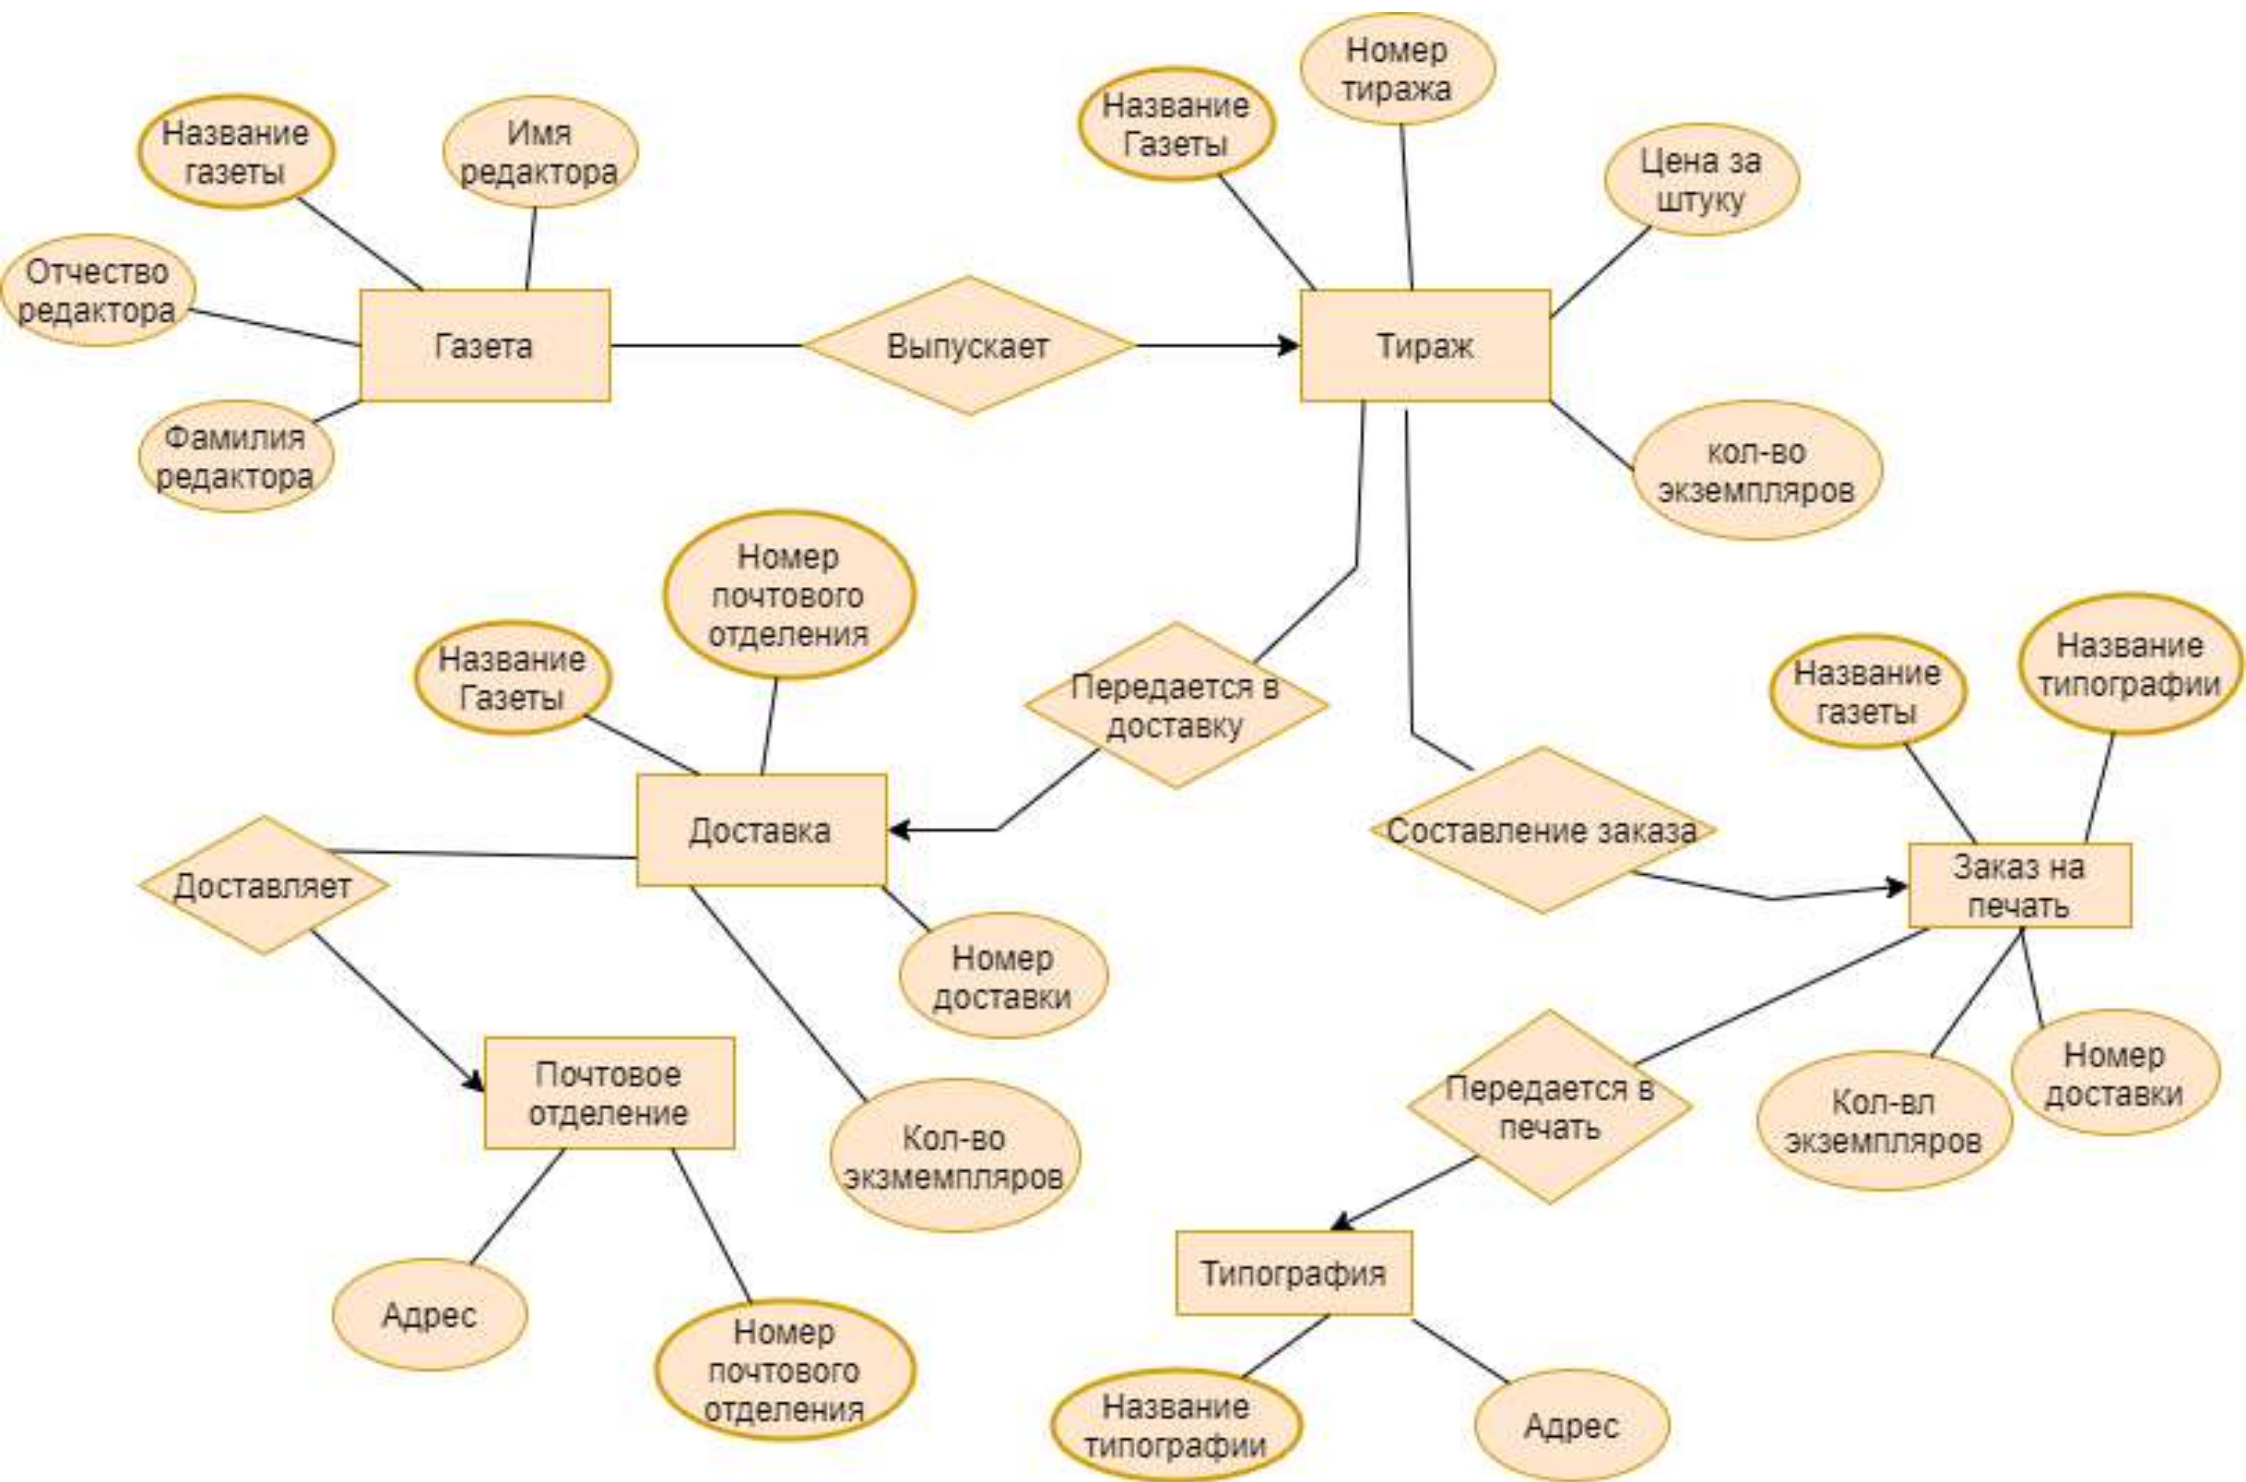 Номер
тиража
Название
Газеты
Название
газеты
Имя
редактора
Цена за
штуку
Отчество
редактора
Газета
Выпускает
Тираж
Фамилия
редактора
кол-во
экземпляров
Номер
почтового
отделения
Название
Газеты
Передается в
доставку
Название
газеты
Название
типографии
Доставка
Составление заказа
Доставляет
Заказ на
печать
Номер
доставки
Почтовое
отделение
Кол-во
экзмемпляров
Передается в
печать
Кол-вл
экземпляров
Номер
доставки
Типография
Адрес
Номер
почтового
отделения
Название
типографии
Адрес